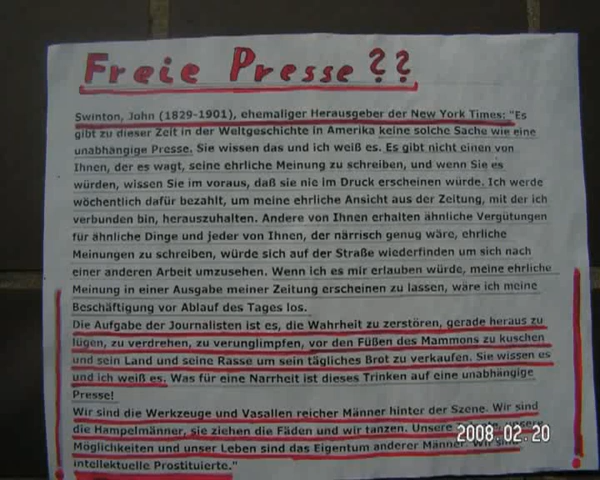 Freie Presse??
Swinton, John (1829-1901), ehemaliger Herausgeber der New York Times: "Es
gibt zu dieser Zeit in der Weltgeschichte in Amerika keine solche Sache wie eine
unabhängige Presse. Sie wissen das und ich weiß es. Es gibt nicht einen von
Ihnen, der es wagt, seine ehrliche Meinung zu schreiben, und wenn Sie es
würden, wissen Sie im voraus, daß sie nie im Druck erscheinen würde. Ich werde
wöchentlich dafür bezahlt, um meine ehrliche Ansicht aus der Zeitung, mit der ich
verbunden bin, herauszuhalten. Andere von Ihnen erhalten ähnliche Vergütungen
für ähnliche Dinge und jeder von Ihnen, der närrisch genug wäre, ehrliche
Meinungen zu schreiben, würde sich auf der Straße wiederfinden um sich nach
einer anderen Arbeit umzusehen. Wenn ich es mir erlauben würde, meine ehrliche
Meinung in einer Ausgabe meiner Zeitung erscheinen zu lassen, wäre ich meine
Beschäftigung vor Ablauf des Tages los.
Die Aufgabe der Journalisten ist es, die Wahrheit zu zerstören, gerade heraus zu
lügen, zu verdrehen, zu verunglimpfen, vor den Füßen des Mammons zu kuschen
und sein Land und seine Rasse um sein tägliches Brot zu verkaufen. Sie wissen es
und ich weiß es. Was für eine Narrheit ist dieses Trinken auf eine unabhängige
Presse!
Wir sind die Werkzeuge und Vasallen reicher Männer hinter der Szene. Wir sind
die Hampelmänner, sie ziehen die Fäden und wir tanzen. Unsere unsere
Möglichkeiten und unser Leben sind das Eigentum anderer Männer. Wir sind
intellektuelle Prostituierte."
2008.02.20